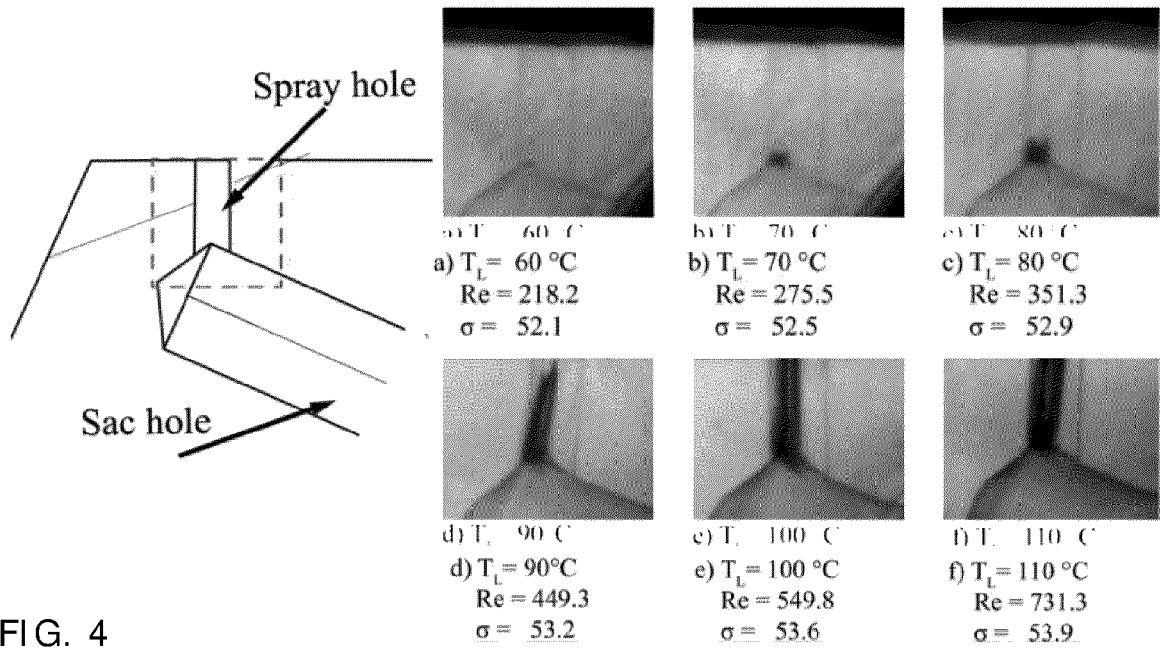 Spray hole
Sac hole
a) T_L = 60 °C
Re = 218.2
σ = 52.1
b) T_L = 70 °C
Re = 275.5
σ = 52.5
c) T_L = 80 °C
Re = 351.3
σ = 52.9
d) T_L = 90°C
Re = 449.3
σ = 53.2
e) T_L = 100 °C
Re = 549.8
σ = 53.6
f) T_L = 110 °C
Re = 731.3
σ = 53.9
FIG. 4